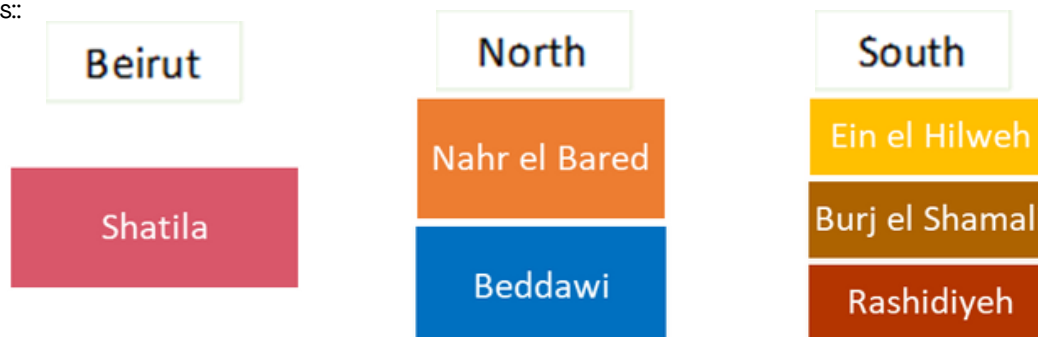 s::
Beirut
Shatila
North
Nahr el Bared
Beddawi
South
Ein el Hilweh
Burj el Shamal
Rashidiyeh